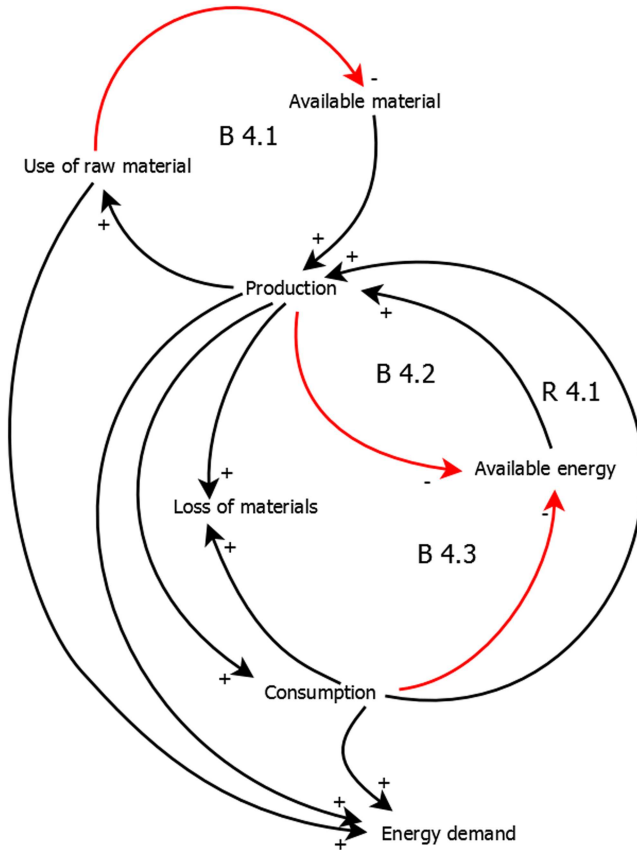 -
Available material
B 4.1
Use of raw material
+
+
+
Production
+
B 4.2
R 4.1
Available energy
+
-
Loss of materials
-
+
B 4.3
+
Consumption
+
+
Energy demand
+